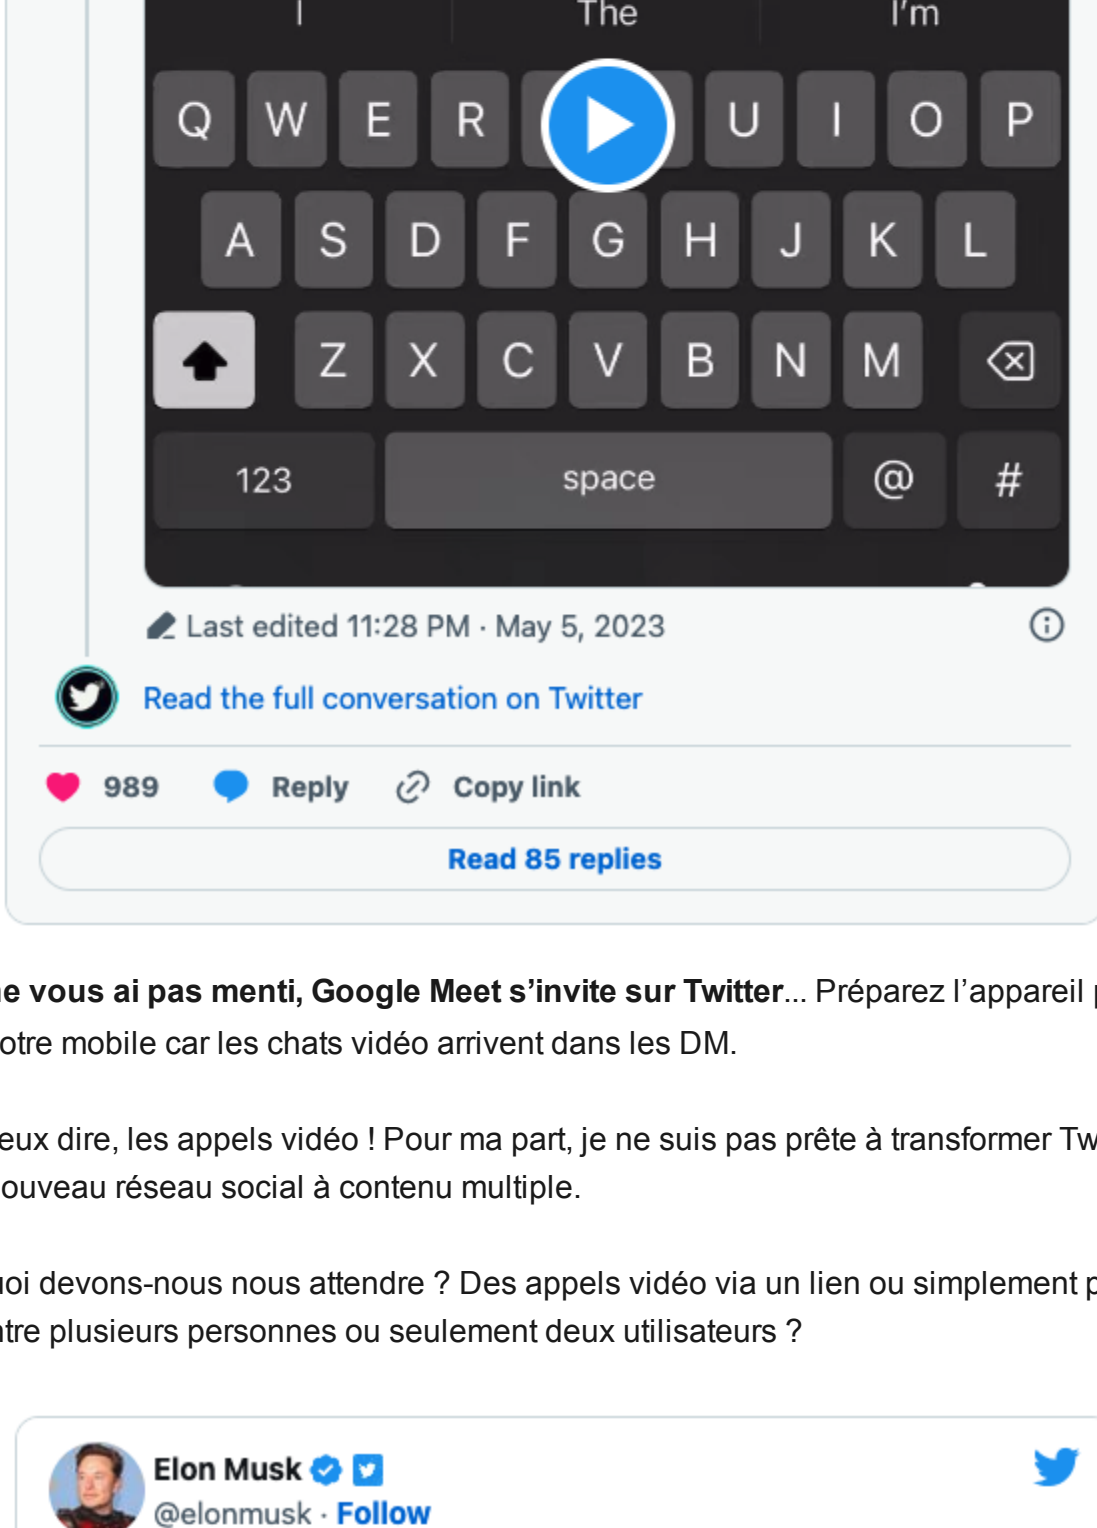 I The I'm
Q W E R U I O P
A S D F G H J K L
Z X C V B N M
123 space @ #
Last edited 11:28 PM · May 5, 2023
Read the full conversation on Twitter
989 Reply Copy link
Read 85 replies
ne vous ai pas menti, Google Meet s’invite sur Twitter... Préparez l’appareil p
otre mobile car les chats vidéo arrivent dans les DM.
eux dire, les appels vidéo ! Pour ma part, je ne suis pas prête à transformer Tw
ouveau réseau social à contenu multiple.
uoi devons-nous nous attendre ? Des appels vidéo via un lien ou simplement p
ntre plusieurs personnes ou seulement deux utilisateurs ?
Elon Musk
@elonmusk · Follow